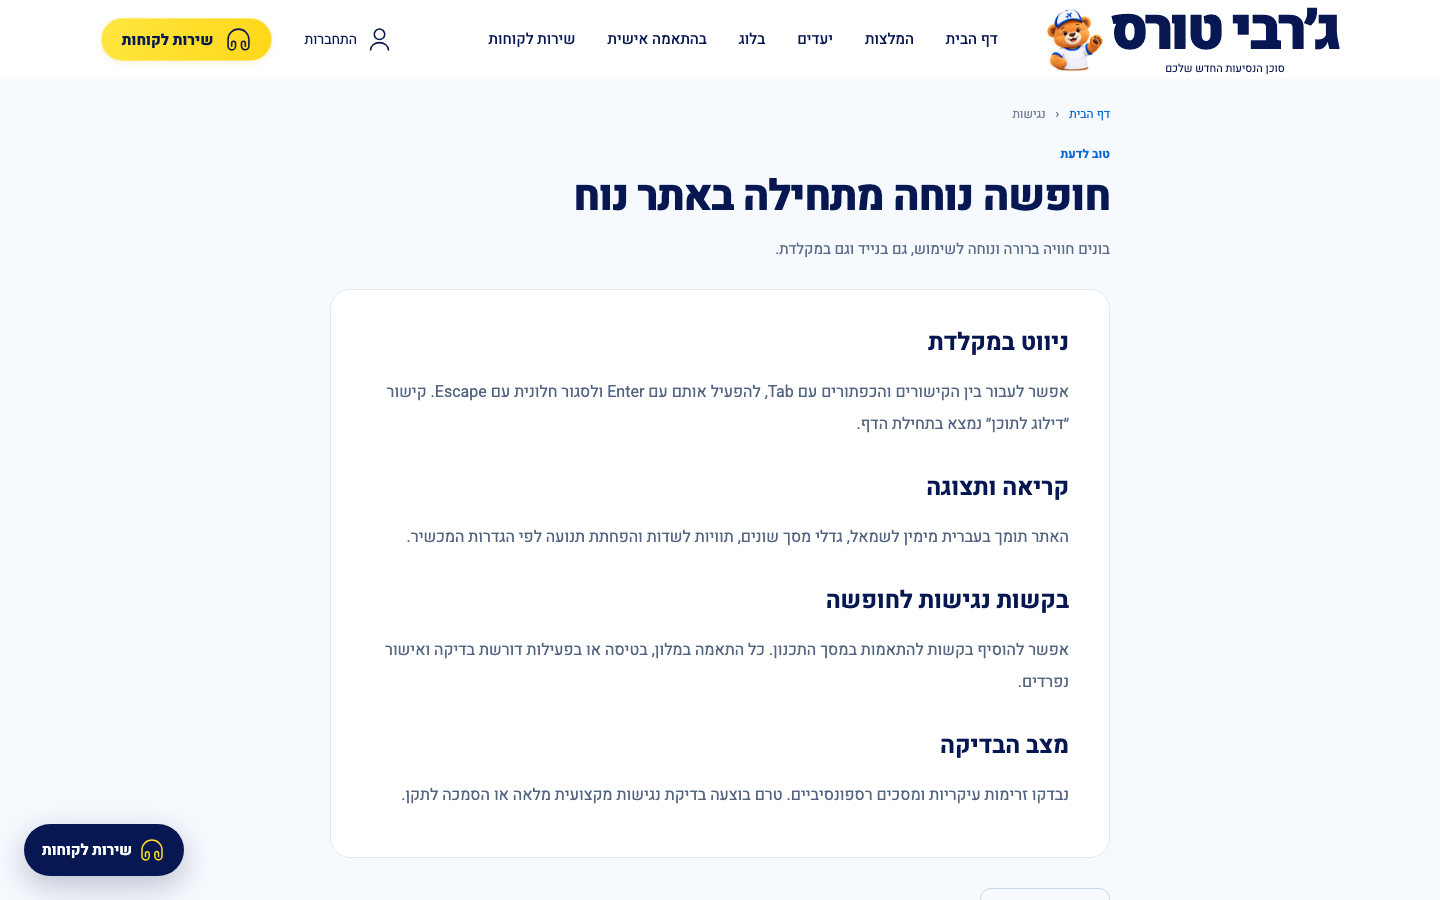 ג׳רבי טורס
סוכן הנסיעות החדש שלכם
דף הבית
המלצות
יעדים
בלוג
בהתאמה אישית
שירות לקוחות
התחברות
שירות לקוחות
דף הבית ‹ נגישות
טוב לדעת
חופשה נוחה מתחילה באתר נוח
בונים חוויה ברורה ונוחה לשימוש, גם בנייד וגם במקלדת.
ניווט במקלדת
אפשר לעבור בין הקישורים והכפתורים עם Tab, להפעיל אותם עם Enter ולסגור חלונית עם Escape. קישור
״דילוג לתוכן״ נמצא בתחילת הדף.
קריאה ותצוגה
האתר תומך בעברית מימין לשמאל, גדלי מסך שונים, תוויות לשדות והפחתת תנועה לפי הגדרות המכשיר.
בקשות נגישות לחופשה
אפשר להוסיף בקשות להתאמות במסך התכנון. כל התאמה במלון, בטיסה או בפעילות דורשת בדיקה ואישור
נפרדים.
מצב הבדיקה
נבדקו זרימות עיקריות ומסכים רספונסיביים. טרם בוצעה בדיקת נגישות מקצועית מלאה או הסמכה לתקן.
שירות לקוחות